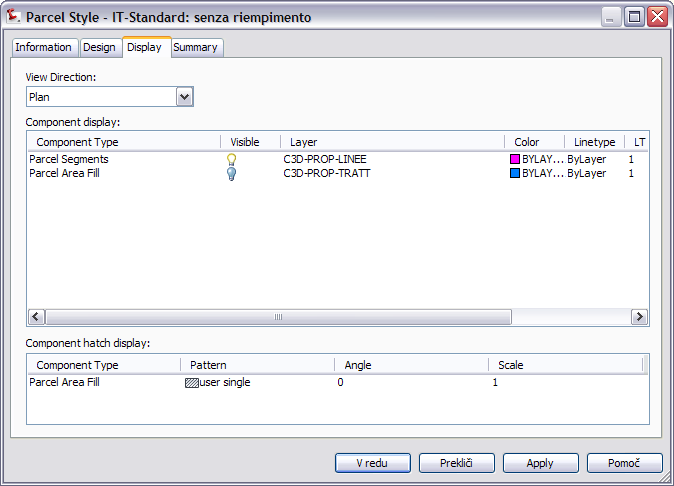 Parcel Style - IT-Standard: senza riempimento
Information Design Display Summary
View Direction:
Plan
Component display:
Component Type Visible Layer Color Linetype LT
Parcel Segments C3D-PROP-LINEE BYLAY... ByLayer 1
Parcel Area Fill C3D-PROP-TRATT BYLAY... ByLayer 1
Component hatch display:
Component Type Pattern Angle Scale
Parcel Area Fill user single 0 1
V redu Prekliči Apply Pomoč